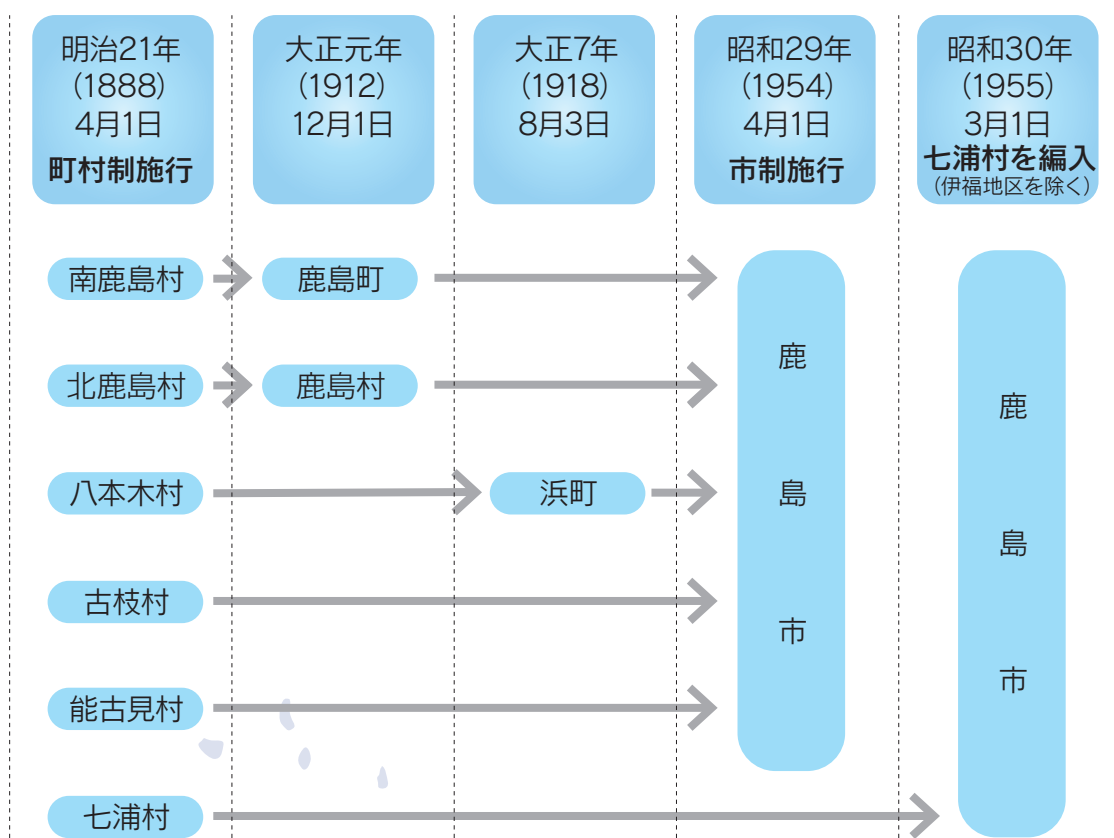 明治21年
(1888)
4月1日
町村制施行
大正元年
(1912)
12月1日
大正7年
(1918)
8月3日
昭和29年
(1954)
4月1日
市制施行
昭和30年
(1955)
3月1日
七浦村を編入
(伊福地区を除く)
南鹿島村
鹿島町
北鹿島村
鹿島村
八本木村
浜町
古枝村
能古見村
七浦村
鹿島市
鹿島市